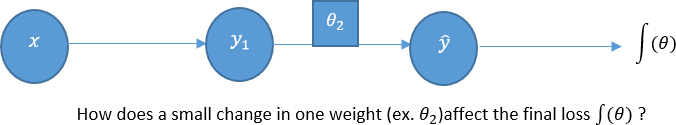 x y₁ θ₂ ŷ ∫(θ)
How does a small change in one weight (ex. θ₂)affect the final loss ∫(θ) ?